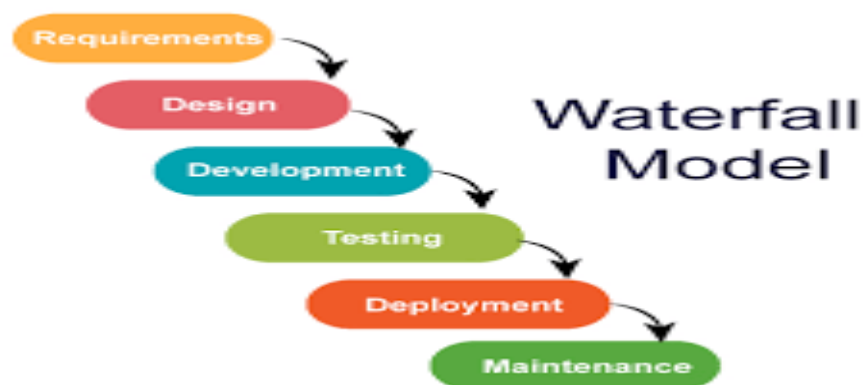 Requirements
Design
Development
Testing
Deployment
Maintenance
Waterfall
Model